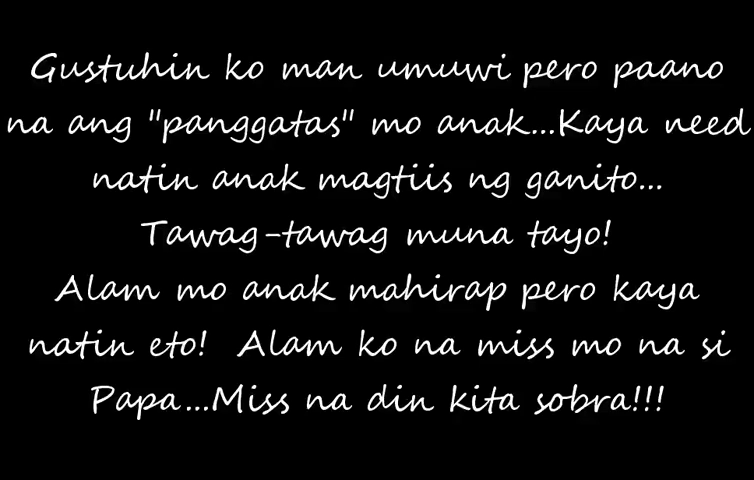 Gustuhin ko man umuwi pero paano
na ang "panggatas" mo anak...Kaya need
natin anak magtiis ng ganito...
Tawag-tawag muna tayo!
Alam mo anak mahirap pero kaya
natin eto! Alam ko na miss mo na si
Papa...Miss na din kita sobra!!!